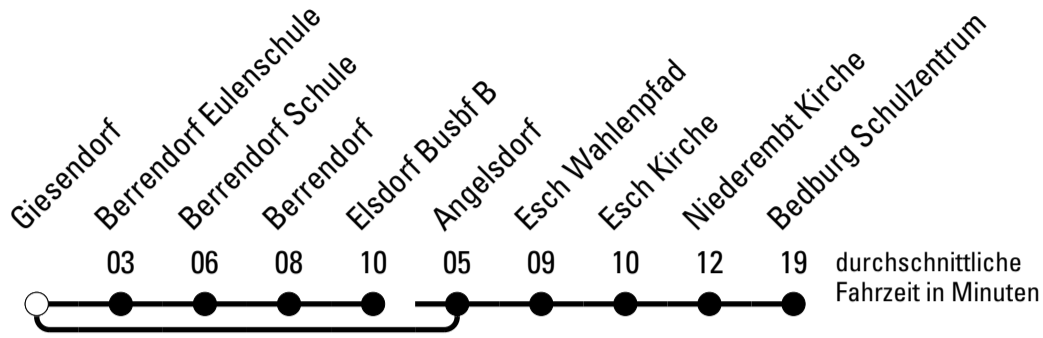 Giesendorf
Berrendorf Eulenschule
Berrendorf Schule
Berrendorf
Elsdorf Busbf B
Angelsdorf
Esch Wahlenpfad
Esch Kirche
Niederembt Kirche
Bedburg Schulzentrum
03 06 08 10 05 09 10 12 19
durchschnittliche
Fahrzeit in Minuten